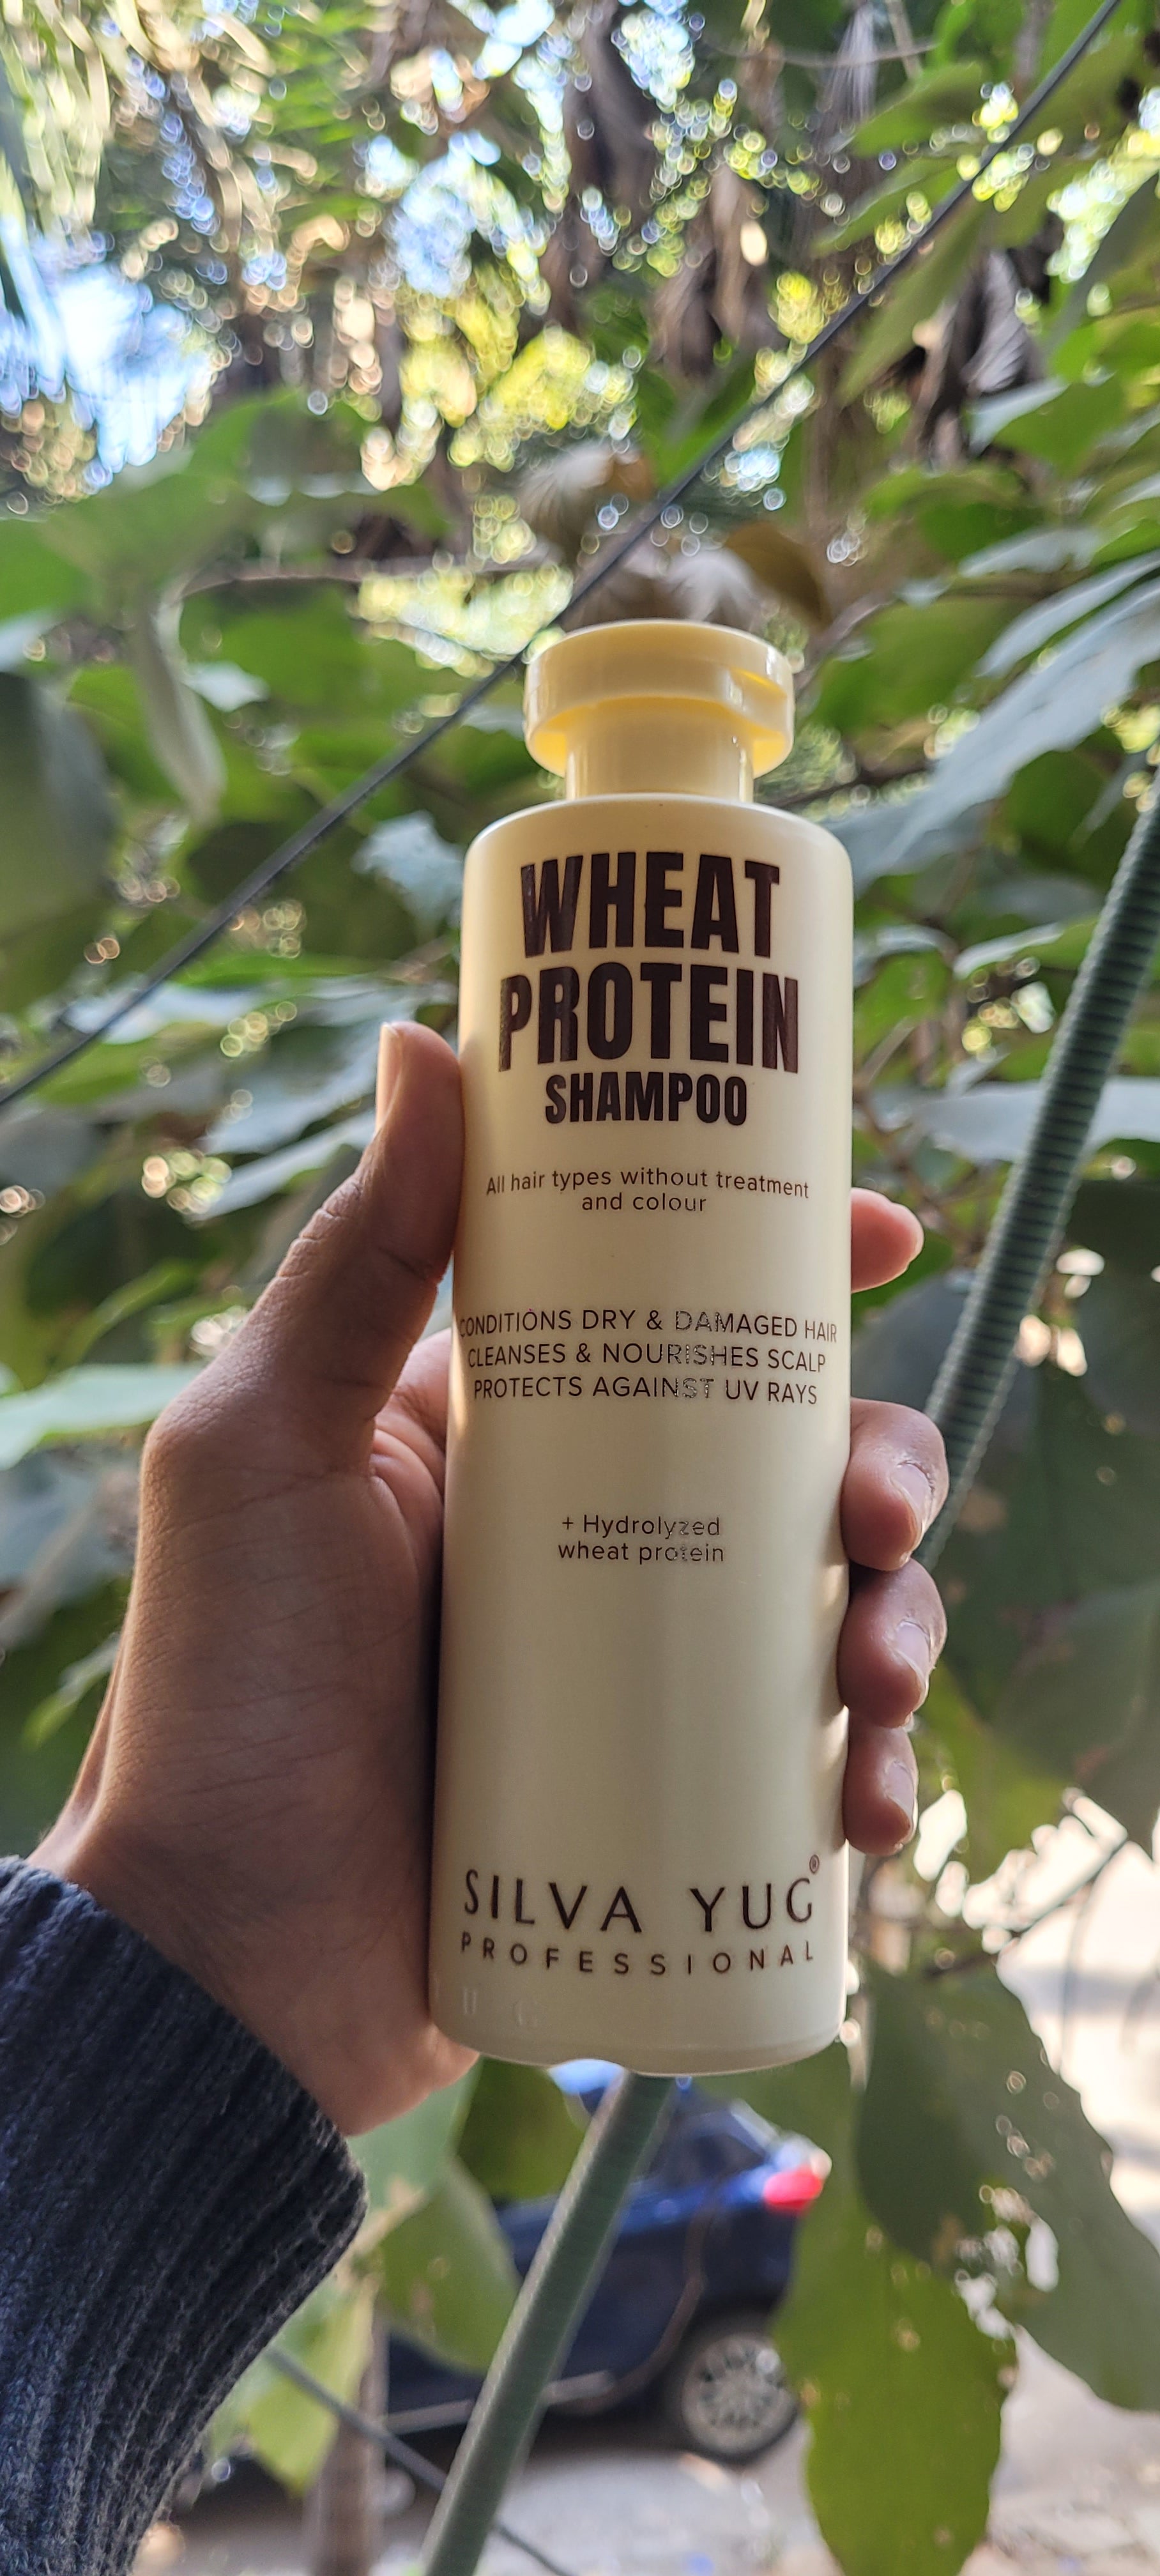 WHEAT
PROTEIN
SHAMPOO
All hair types without treatment
and colour
CONDITIONS DRY & DAMAGED HAIR
CLEANSES & NOURISHES SCALP
PROTECTS AGAINST UV RAYS
+ Hydrolyzed
wheat protein
SILVA YUG®
PROFESSIONAL
U G